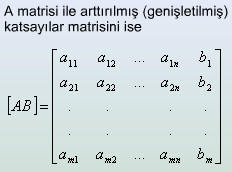 A matrisi ile arttırılmış (genişletilmiş)
katsayılar matrisini ise
a₁₁ a₁₂ ... a₁ₙ b₁
a₂₁ a₂₂ ... a₂ₙ b₂
. . . .
[AB]= . . . .
aₘ₁ aₘ₂ ... aₘₙ bₘ